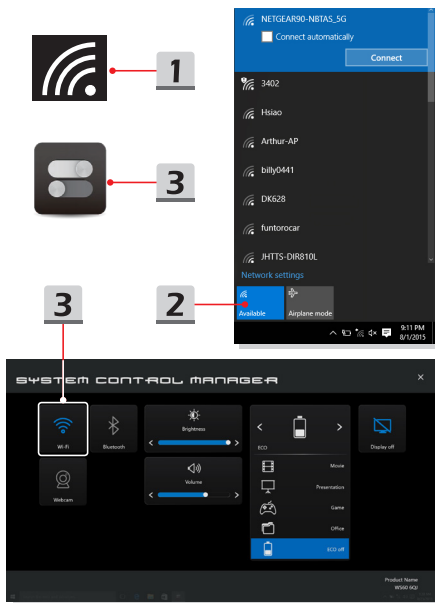 1
3
3
2
NETGEAR90-NBTAS_5G
Connect automatically
Connect
3402
Hsiao
Arthur-AP
billy0441
DK628
funtorocar
JHTTS-DIR810L
Network settings
Available
Airplane mode
9:11 PM
8/1/2015
SYSTEM CONTROL MANAGER
Wi-Fi
Bluetooth
Webcam
Brightness
Volume
ECO
Movie
Presentation
Game
Office
ECO off
Display off
Product Name
WS60 6QJ